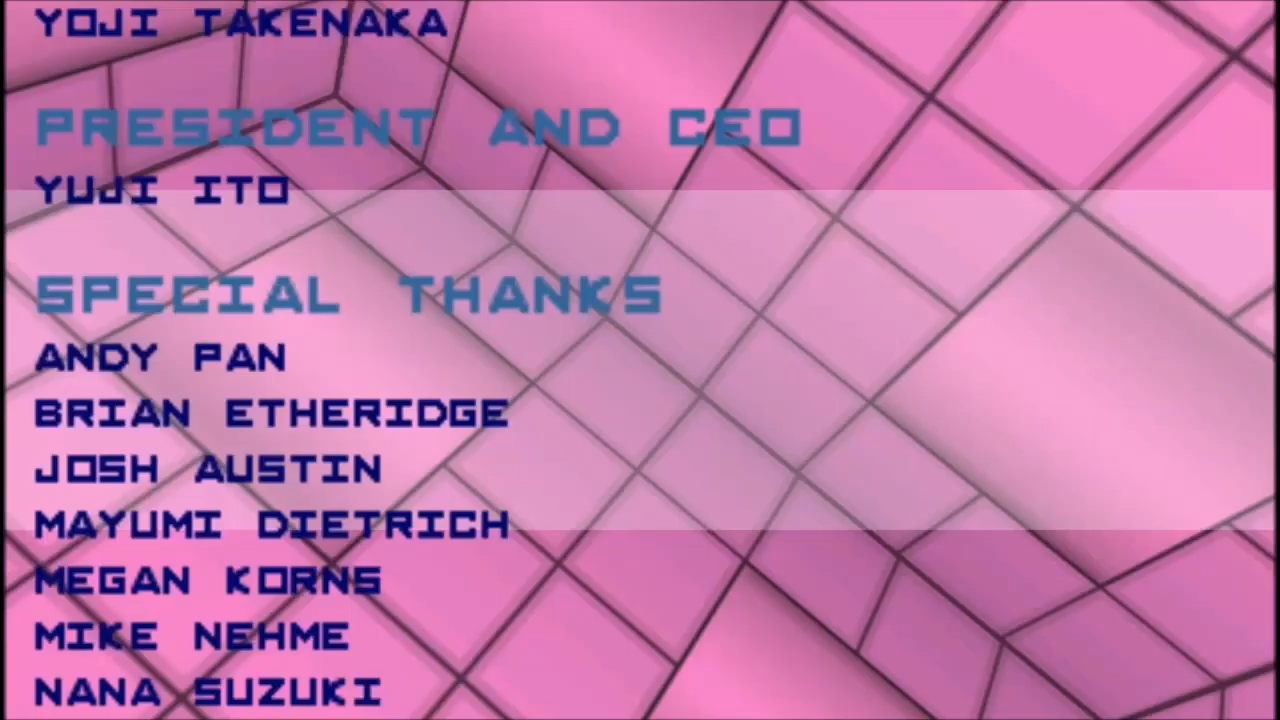 YOJI TAKENAKA
PRESIDENT AND CEO
YUJI ITO
SPECIAL THANKS
ANDY PAN
BRIAN ETHERIDGE
JOSH AUSTIN
MAYUMI DIETRICH
MEGAN KORNS
MIKE NEHME
NANA SUZUKI